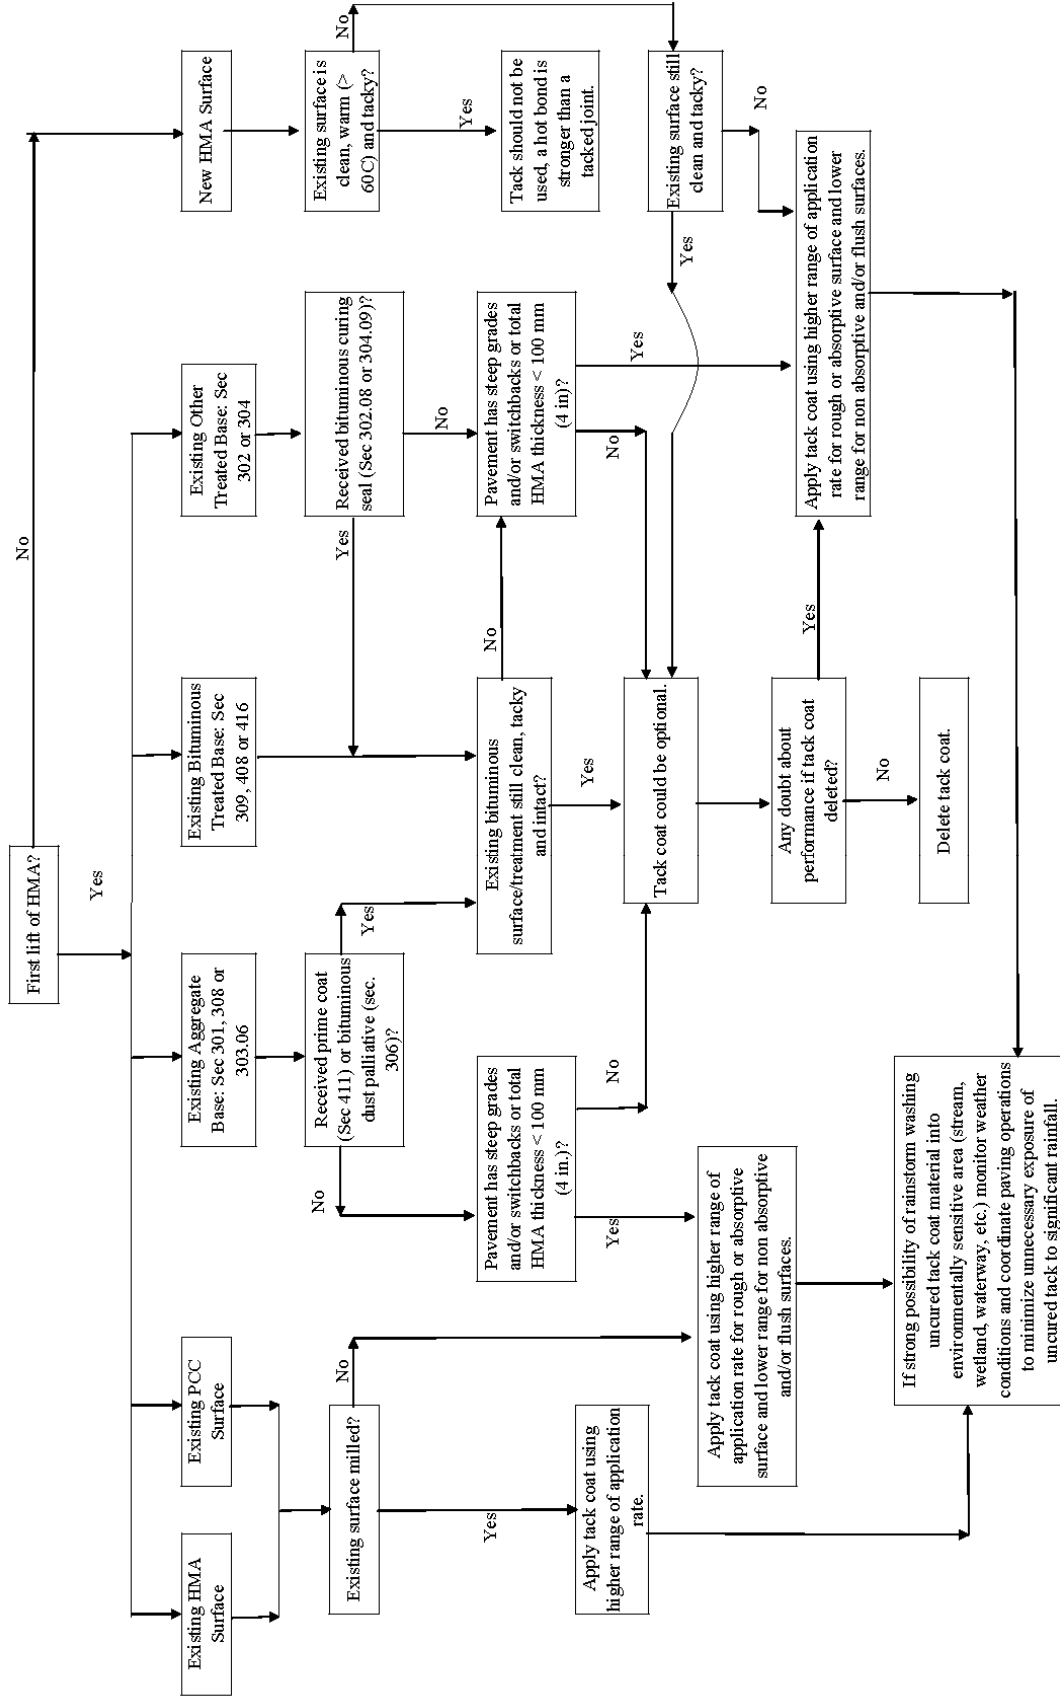 First lift of HMA?
No
Yes
Existing HMA
Surface
Existing PCC
Surface
Existing Aggregate
Base: Sec 301, 308 or
303.06
Existing Bituminous
Treated Base: Sec
309, 408 or 416
Existing Other
Treated Base: Sec
302 or 304
New HMA Surface
Existing surface milled?
No
Yes
Received prime coat
(Sec 411) or bituminous
dust palliative (sec.
306)?
No
Yes
Received bituminous curing
seal (Sec 302.08 or 304.09)?
Yes
No
Existing surface is
clean, warm (>
60C) and tacky?
No
Yes
Apply tack coat using
higher range of application
rate.
Pavement has steep grades
and/or switchbacks or total
HMA thickness < 100 mm
(4 in.)?
Yes
No
Existing bituminous
surface/treatment still clean, tacky
and intact?
No
Yes
Pavement has steep grades
and/or switchbacks or total
HMA thickness < 100 mm
(4 in)?
No
Yes
Tack should not be
used, a hot bond is
stronger than a
tacked joint.
Existing surface still
clean and tacky?
Yes
No
Tack coat could be optional.
Apply tack coat using higher range of
application rate for rough or absorptive
surface and lower range for non absorptive
and/or flush surfaces.
Any doubt about
performance if tack coat
deleted?
Yes
No
Apply tack coat using higher range of application
rate for rough or absorptive surface and lower
range for non absorptive and/or flush surfaces.
Delete tack coat.
If strong possibility of rainstorm washing
uncured tack coat material into
environmentally sensitive area (stream,
wetland, waterway, etc.) monitor weather
conditions and coordinate paving operations
to minimize unnecessary exposure of
uncured tack to significant rainfall.